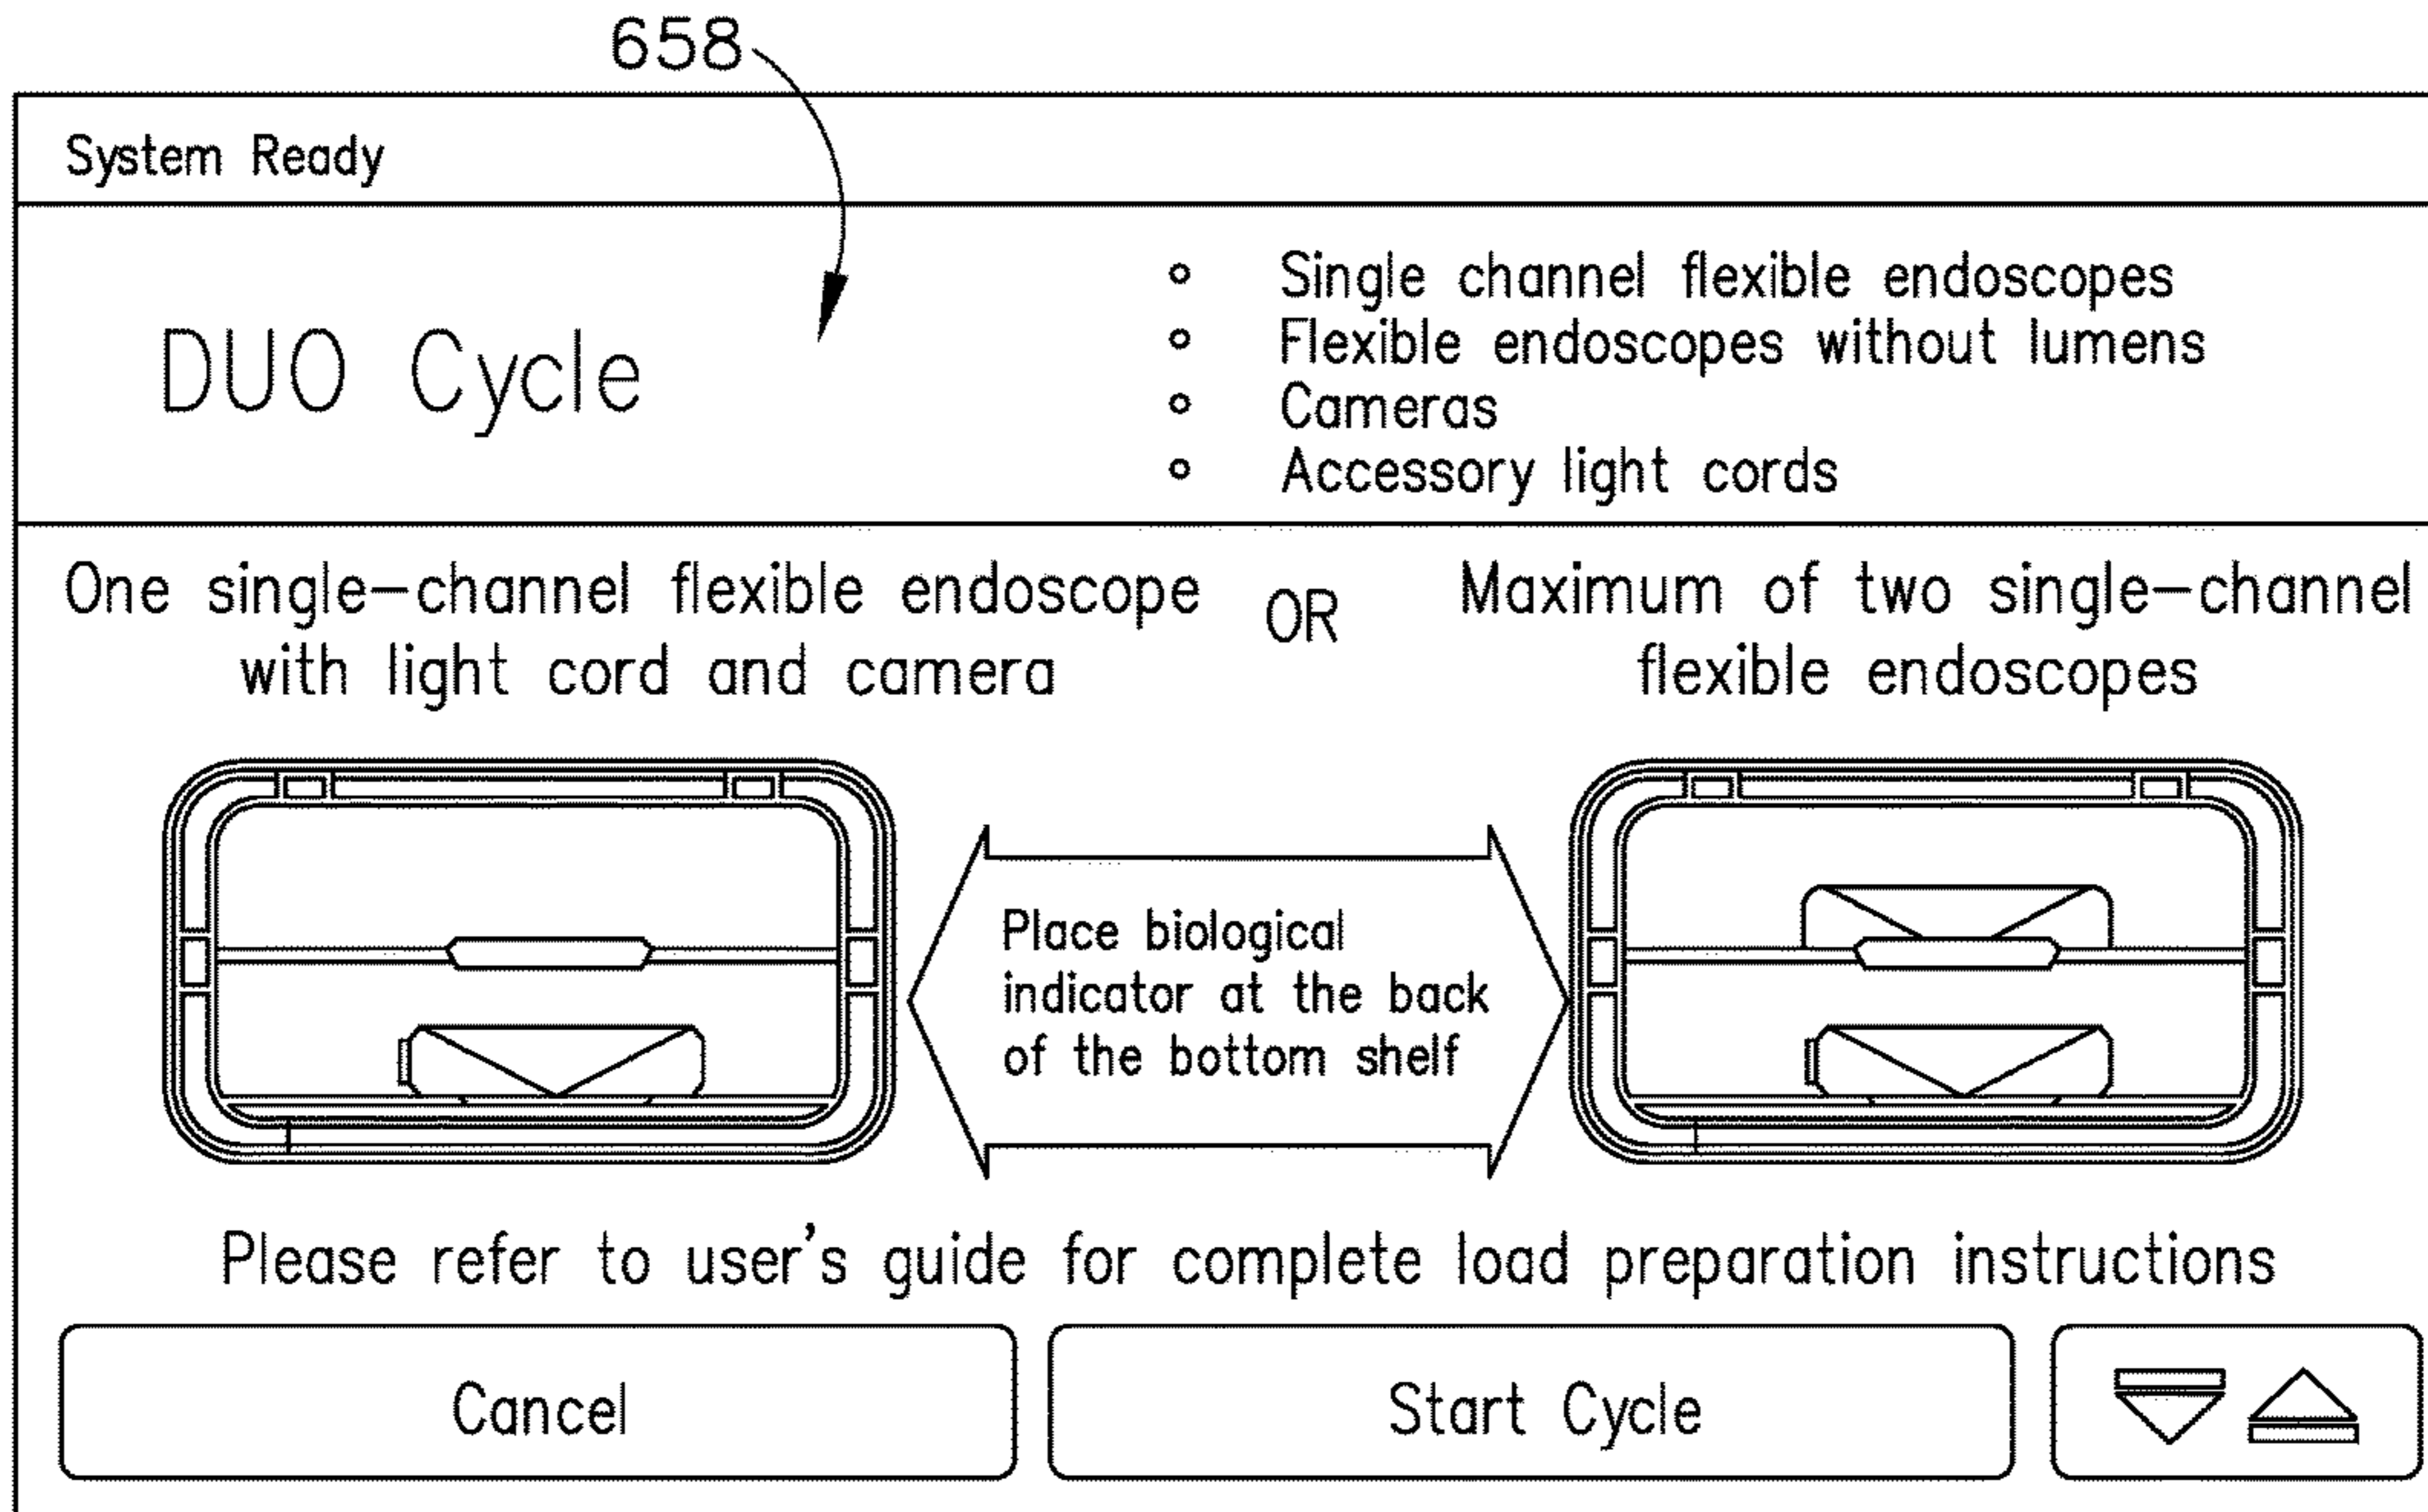 658
System Ready
DUO Cycle
Single channel flexible endoscopes
Flexible endoscopes without lumens
Cameras
Accessory light cords
One single-channel flexible endoscope
with light cord and camera
OR
Maximum of two single-channel
flexible endoscopes
Place biological
indicator at the back
of the bottom shelf
Please refer to user's guide for complete load preparation instructions
Cancel
Start Cycle